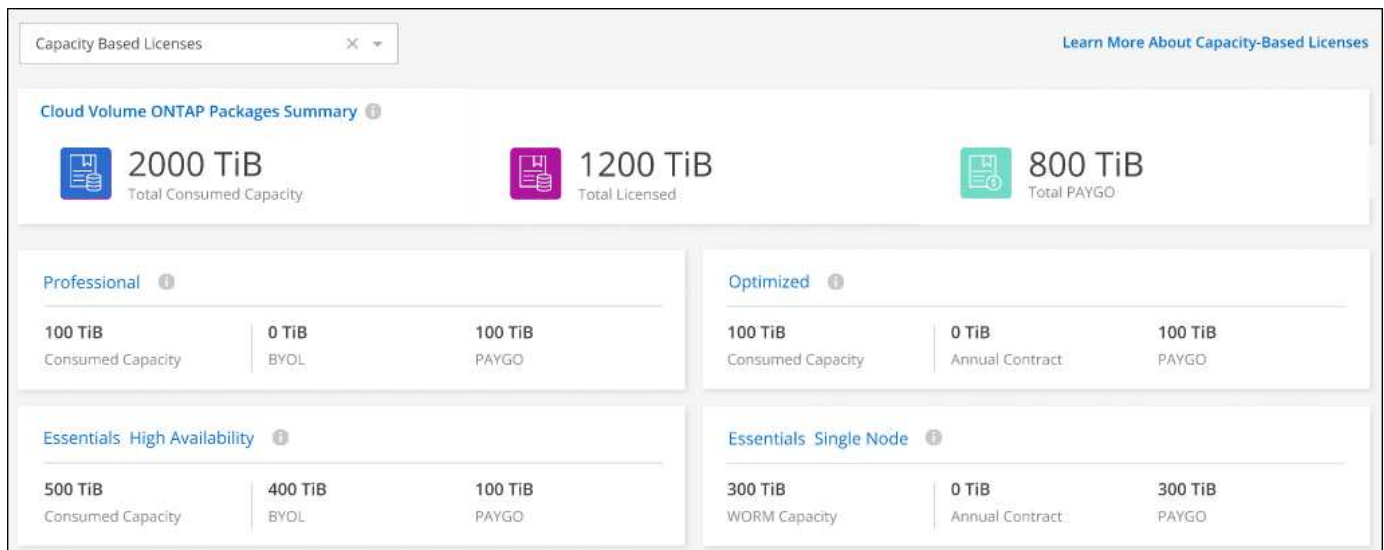 Capacity Based Licenses
Learn More About Capacity-Based Licenses
Cloud Volume ONTAP Packages Summary
2000 TiB
Total Consumed Capacity
1200 TiB
Total Licensed
800 TiB
Total PAYGO
Professional
100 TiB 0 TiB 100 TiB
Consumed Capacity BYOL PAYGO
Optimized
100 TiB 0 TiB 100 TiB
Consumed Capacity Annual Contract PAYGO
Essentials High Availability
500 TiB 400 TiB 100 TiB
Consumed Capacity BYOL PAYGO
Essentials Single Node
300 TiB 0 TiB 300 TiB
WORM Capacity Annual Contract PAYGO